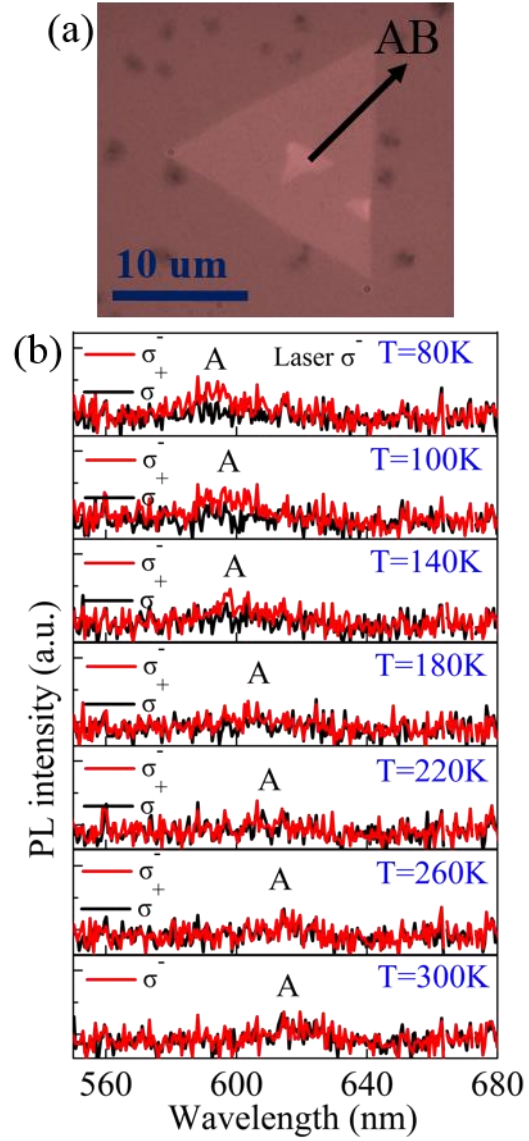 (a)
AB
10 um
(b)
σ⁻
σ⁺
A
Laser σ⁻
T=80K
σ⁻
σ⁺
A
T=100K
σ⁻
σ⁺
A
T=140K
σ⁻
σ⁺
A
T=180K
σ⁻
σ⁺
A
T=220K
σ⁻
σ⁺
A
T=260K
σ⁻
A
T=300K
PL intensity (a.u.)
560 600 640 680
Wavelength (nm)